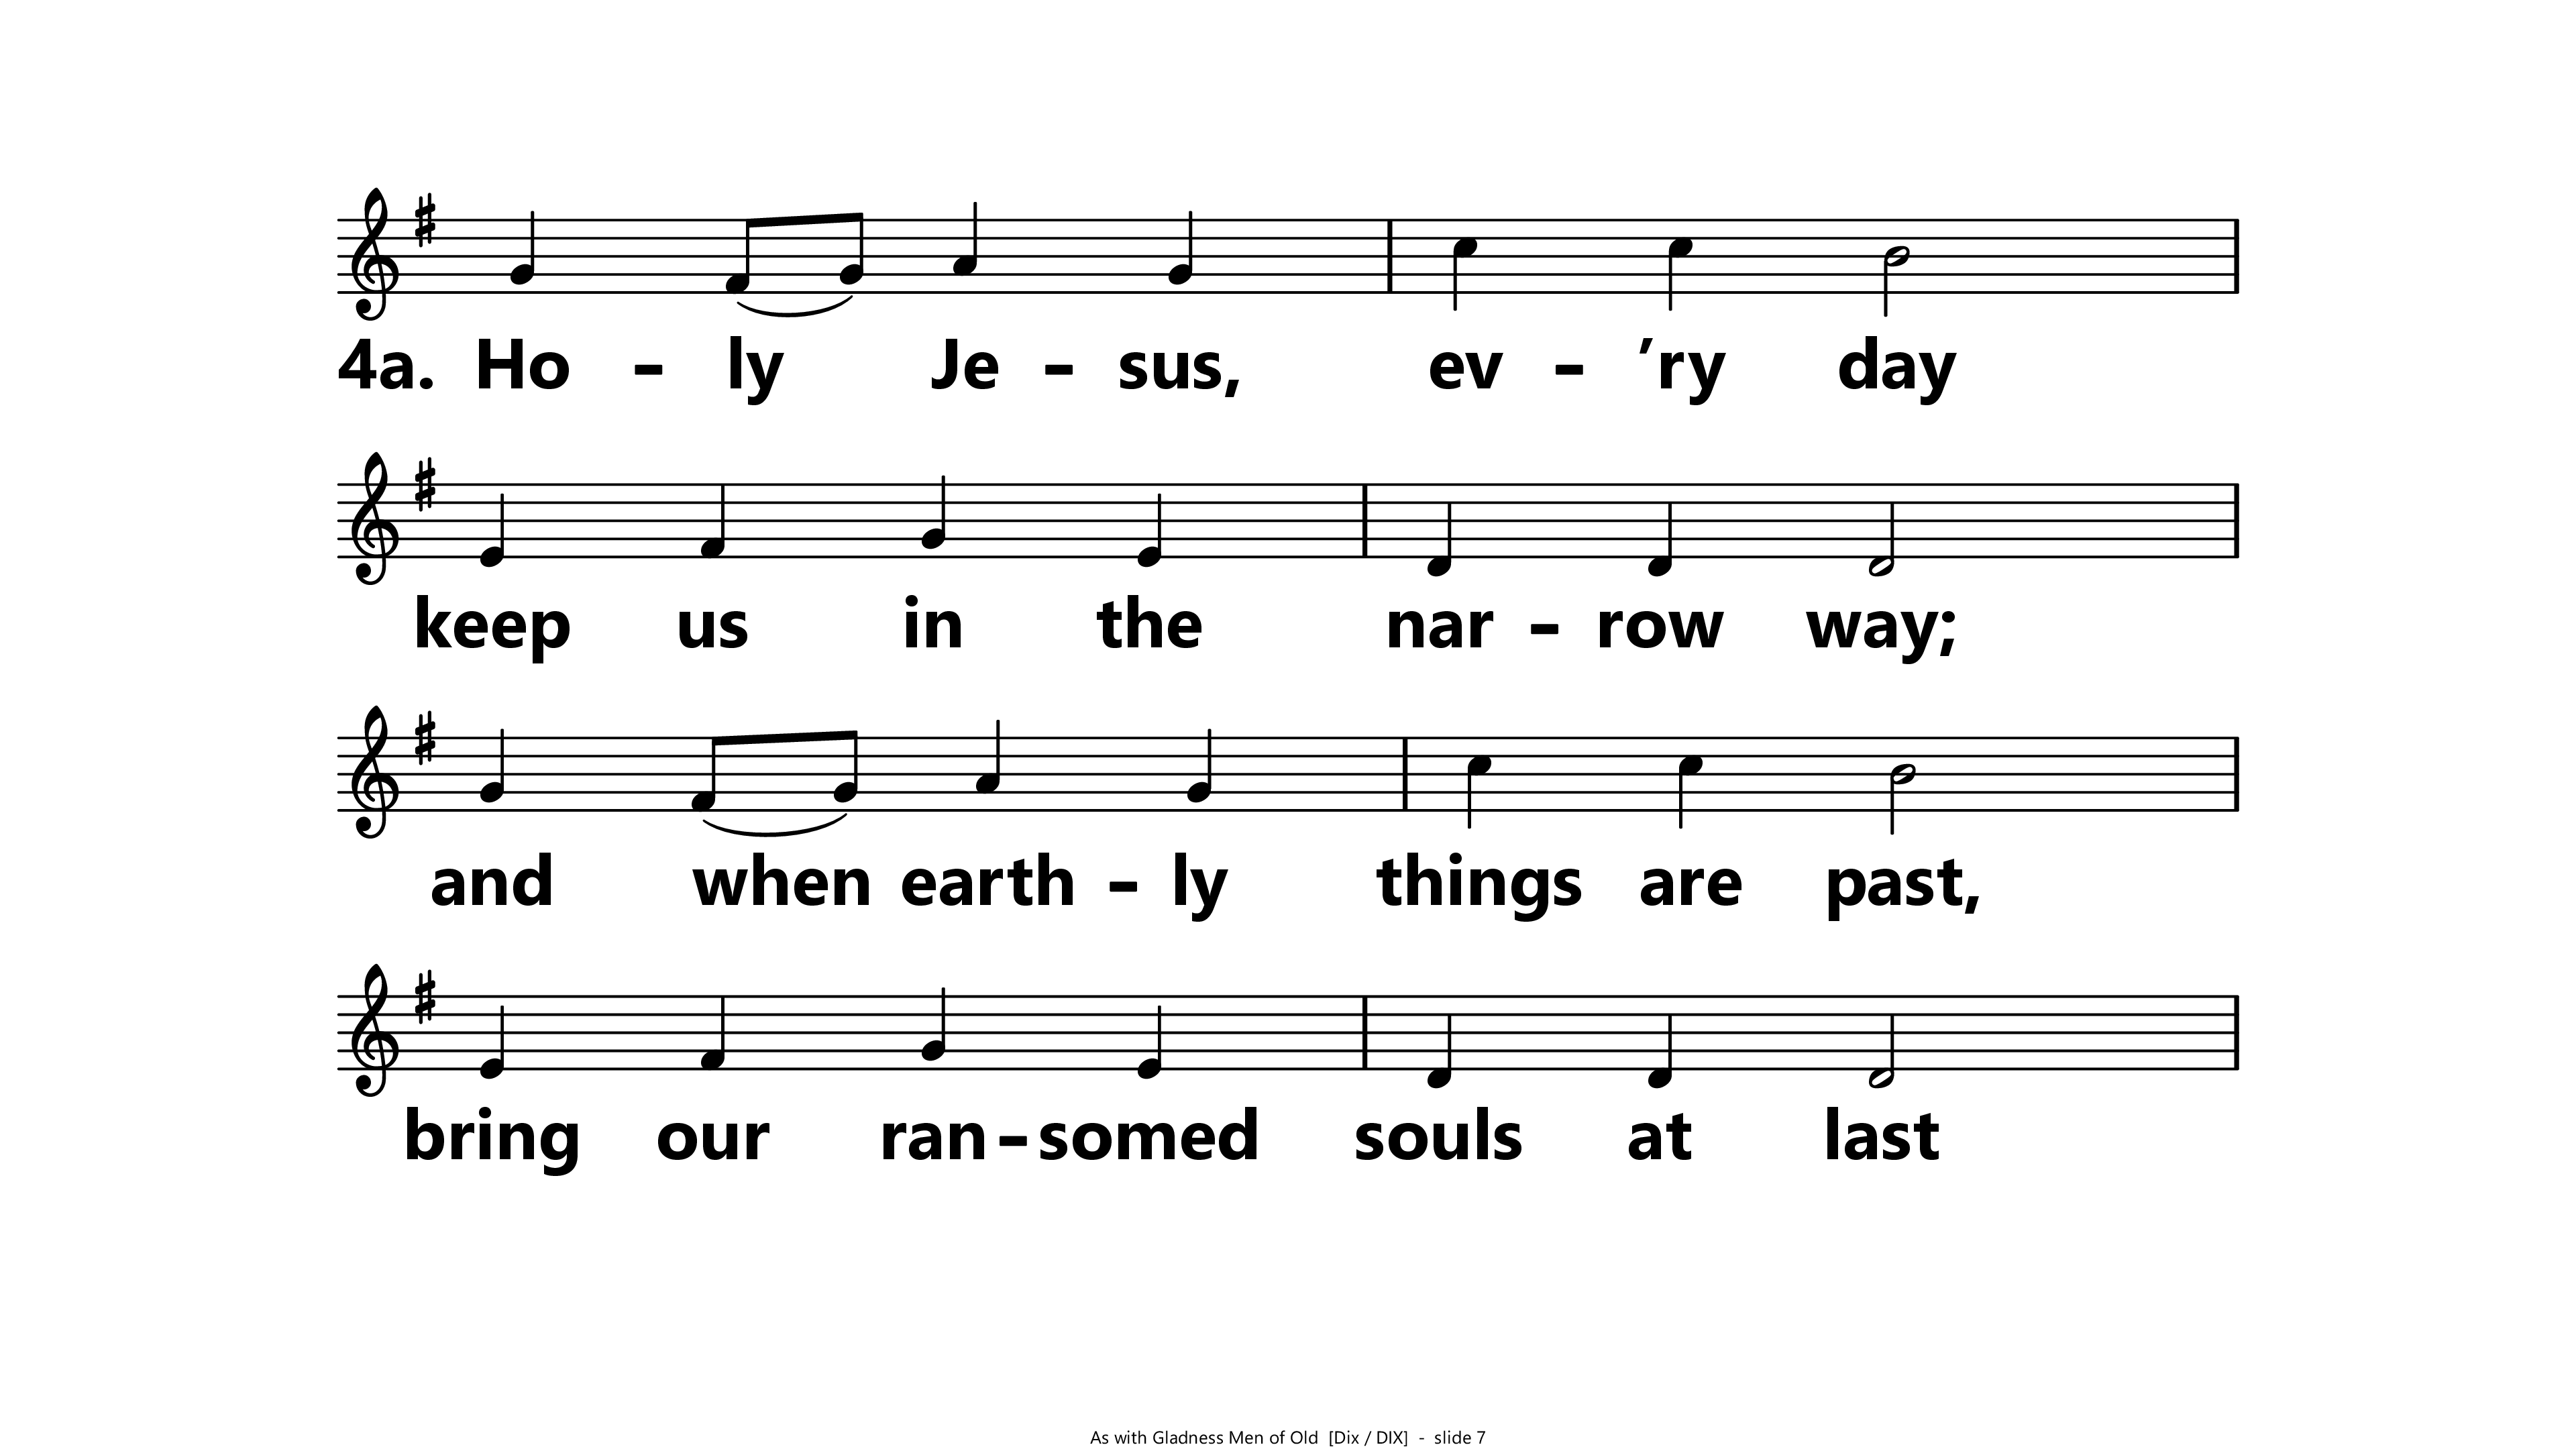 4a. Ho - ly Je - sus, ev - ’ry day
keep us in the nar - row way;
and when earth - ly things are past,
bring our ran - somed souls at last
As with Gladness Men of Old [Dix / DIX] - slide 7